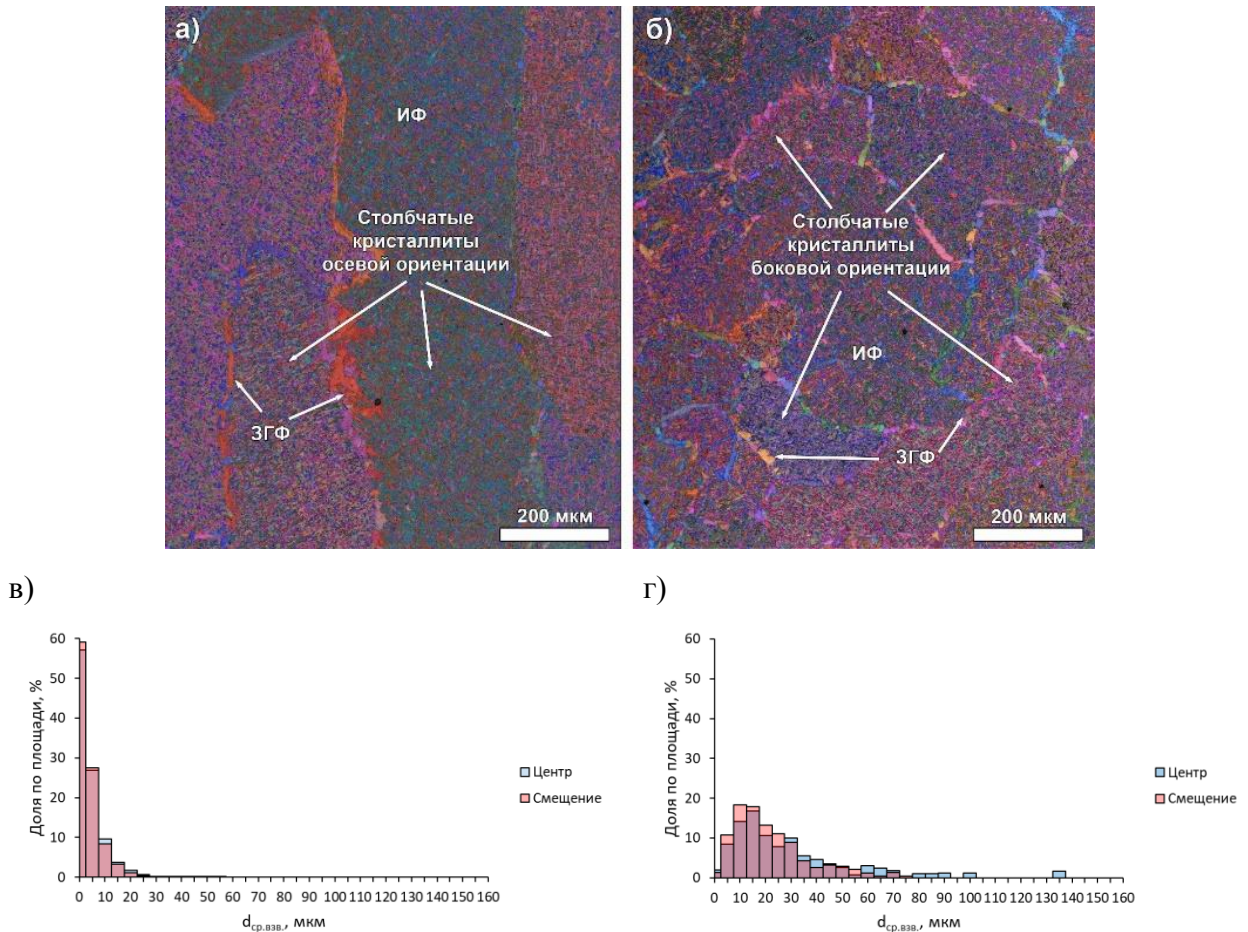 а)
ИФ
Столбчатые
кристаллиты
осевой ориентации
ЗГФ
200 мкм
б)
Столбчатые
кристаллиты
боковой ориентации
ИФ
ЗГФ
200 мкм
в)
60
50
40
30
20
10
0
Доля по площади, %
0 10 20 30 40 50 60 70 80 90 100 110 120 130 140 150 160
dср.взв., мкм
Центр
Смещение
г)
60
50
40
30
20
10
0
Доля по площади, %
0 10 20 30 40 50 60 70 80 90 100 110 120 130 140 150 160
dср.взв., мкм
Центр
Смещение